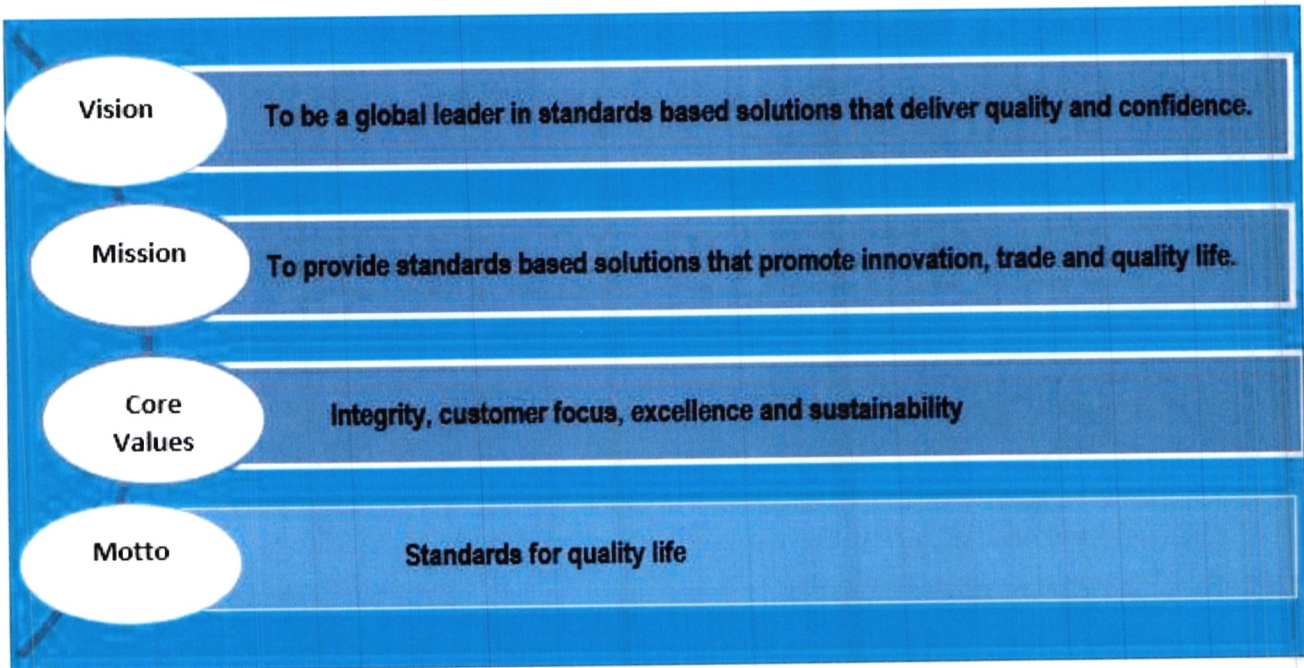 Vision
To be a global leader in standards based solutions that deliver quality and confidence.
Mission
To provide standards based solutions that promote innovation, trade and quality life.
Core
Values
Integrity, customer focus, excellence and sustainability
Motto
Standards for quality life